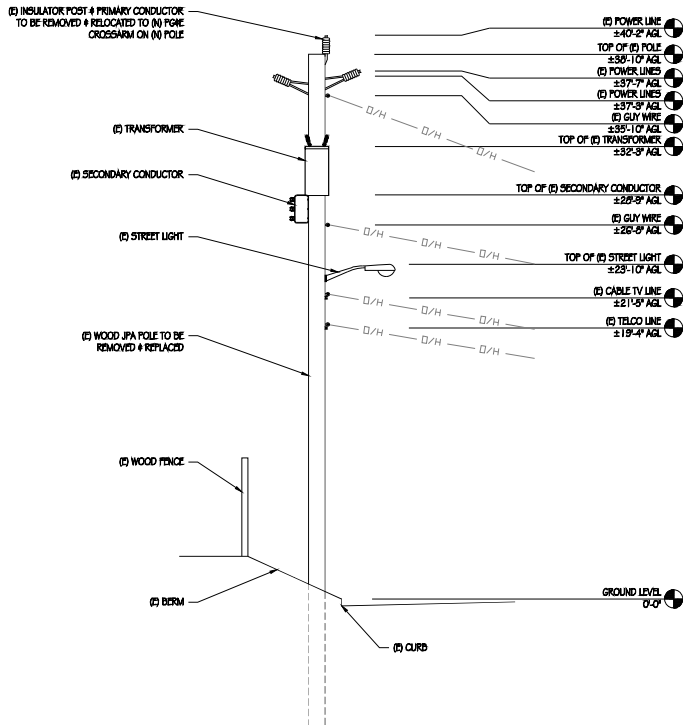 (E) INSULATOR POST & PRIMARY CONDUCTOR
TO BE REMOVED & RELOCATED TO (N) PG&E
CROSSARM ON (N) POLE
(E) TRANSFORMER
(E) SECONDARY CONDUCTOR
(E) STREET LIGHT
(E) WOOD JPA POLE TO BE
REMOVED & REPLACED
(E) WOOD FENCE
(E) BERM
(E) CURB
O/H O/H O/H
O/H O/H
O/H O/H O/H
O/H O/H O/H
(E) POWER LINE
±40'-2" AGL
TOP OF (E) POLE
±38'-10" AGL
(E) POWER LINES
±37'-7" AGL
(E) POWER LINES
±37'-3" AGL
(E) GUY WIRE
±35'-10" AGL
TOP OF (E) TRANSFORMER
±32'-3" AGL
TOP OF (E) SECONDARY CONDUCTOR
±28'-9" AGL
(E) GUY WIRE
±26'-8" AGL
TOP OF (E) STREET LIGHT
±23'-10" AGL
(E) CABLE TV LINE
±21'-5" AGL
(E) TELCO LINE
±19'-4" AGL
GROUND LEVEL
0'-0"